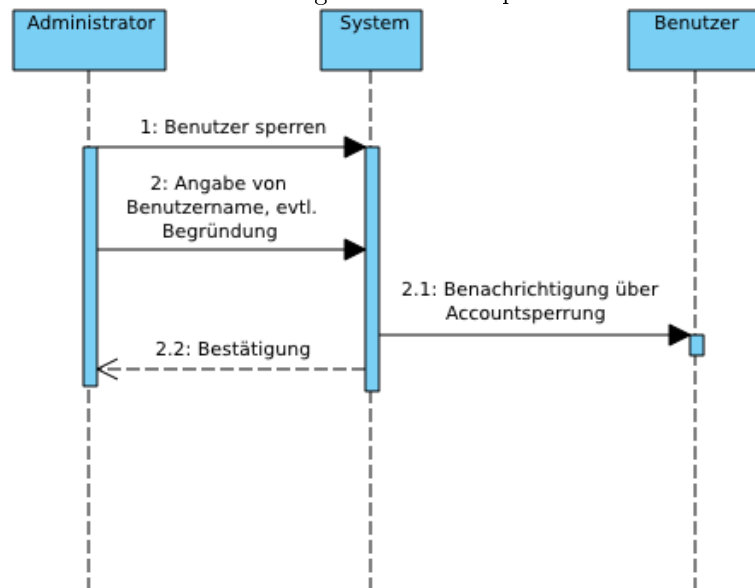 Administrator
System
Benutzer
1: Benutzer sperren
2: Angabe von
Benutzername, evtl.
Begründung
2.1: Benachrichtigung über
Accountsperrung
2.2: Bestätigung